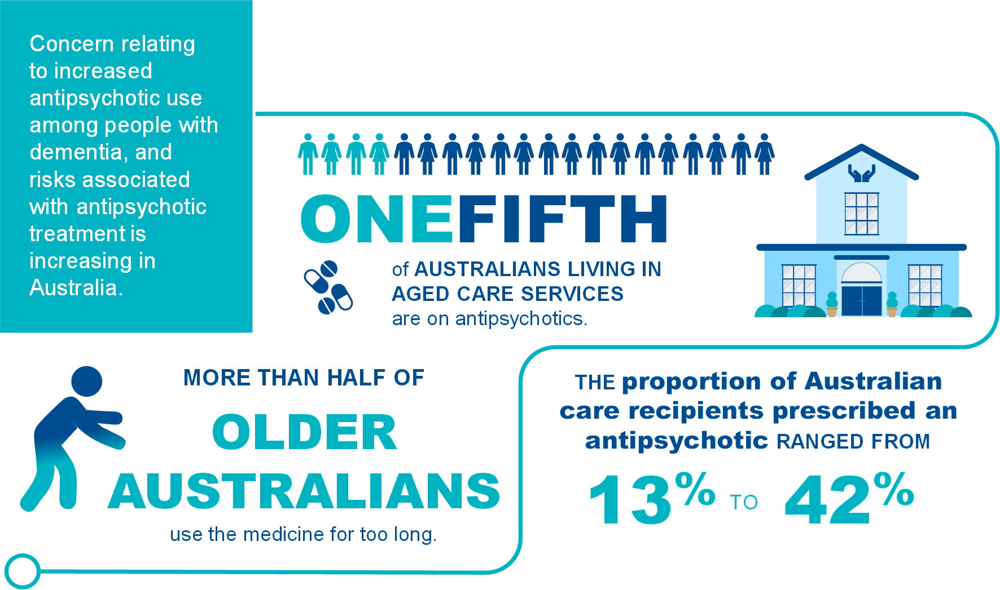 Concern relating
to increased
antipsychotic use
among people with
dementia, and
risks associated
with antipsychotic
treatment is
increasing in
Australia.
ONEFIFTH
of AUSTRALIANS LIVING IN
AGED CARE SERVICES
are on antipsychotics.
MORE THAN HALF OF
OLDER
AUSTRALIANS
use the medicine for too long.
THE proportion of Australian
care recipients prescribed an
antipsychotic RANGED FROM
13% TO 42%